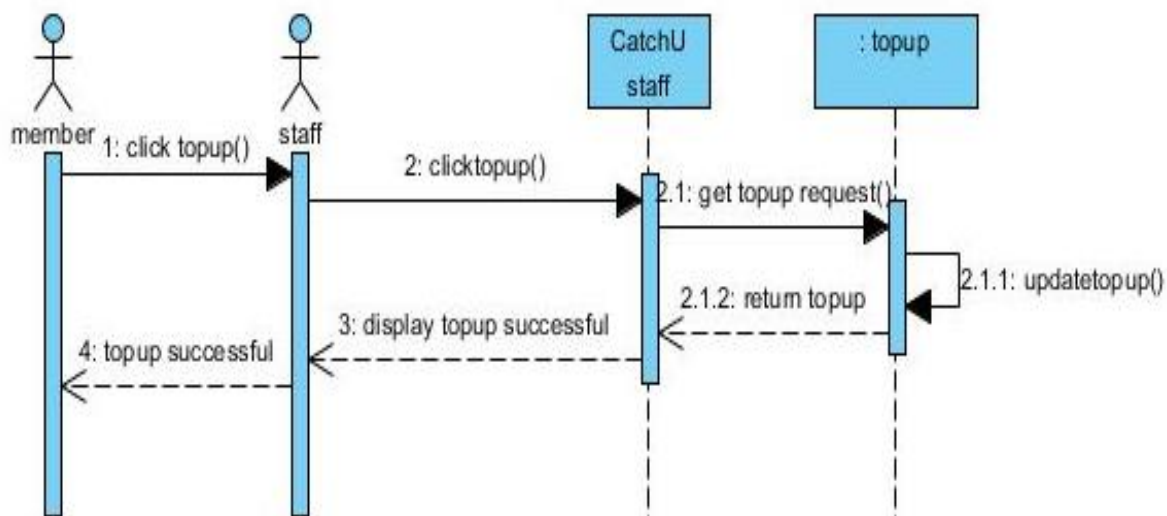 CatchU
staff
: topup
member
staff
1: click topup()
2: clicktopup()
2.1: get topup request()
2.1.1: updatetopup()
2.1.2: return topup
3: display topup successful
4: topup successful